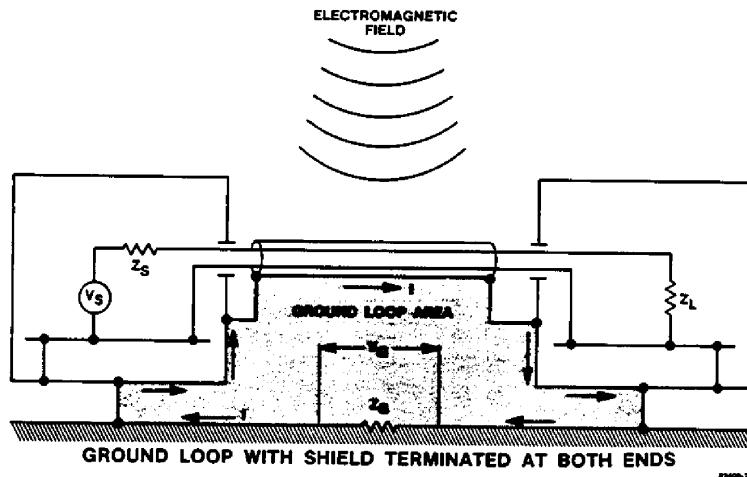 ELECTROMAGNETIC
FIELD
Z_S
V_S
I
GROUND LOOP AREA
Z_L
V_G
I
Z_G
GROUND LOOP WITH SHIELD TERMINATED AT BOTH ENDS